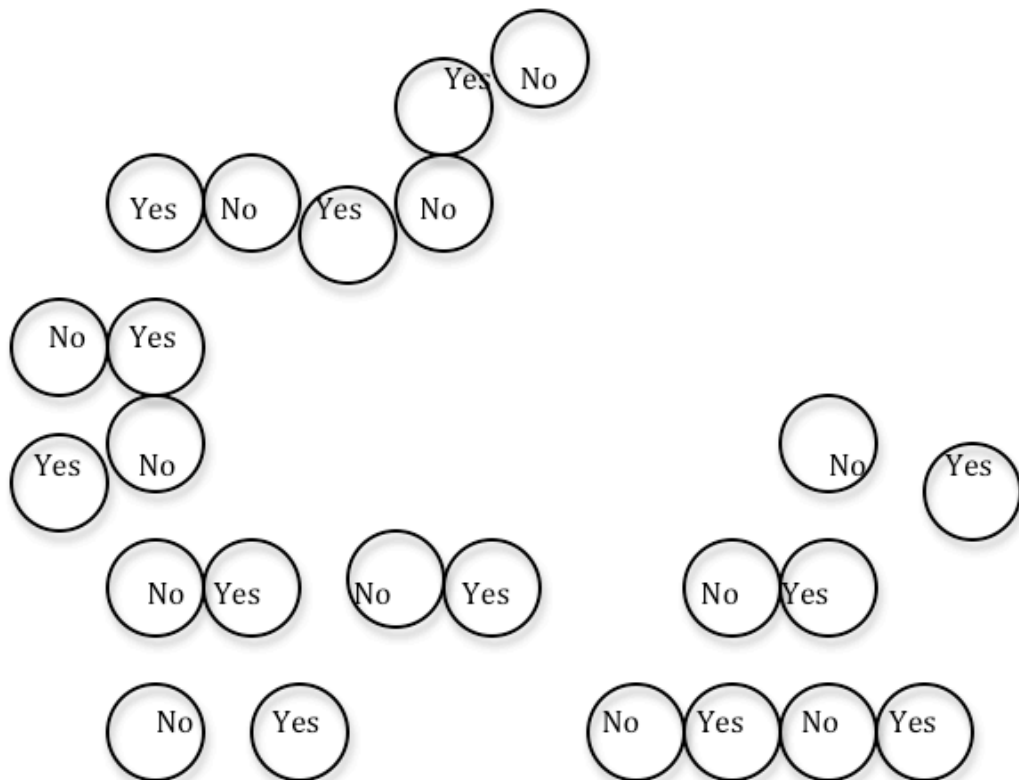 Yes No
Yes No Yes No
No Yes
Yes No No Yes
No Yes No Yes No Yes
No Yes No Yes No Yes